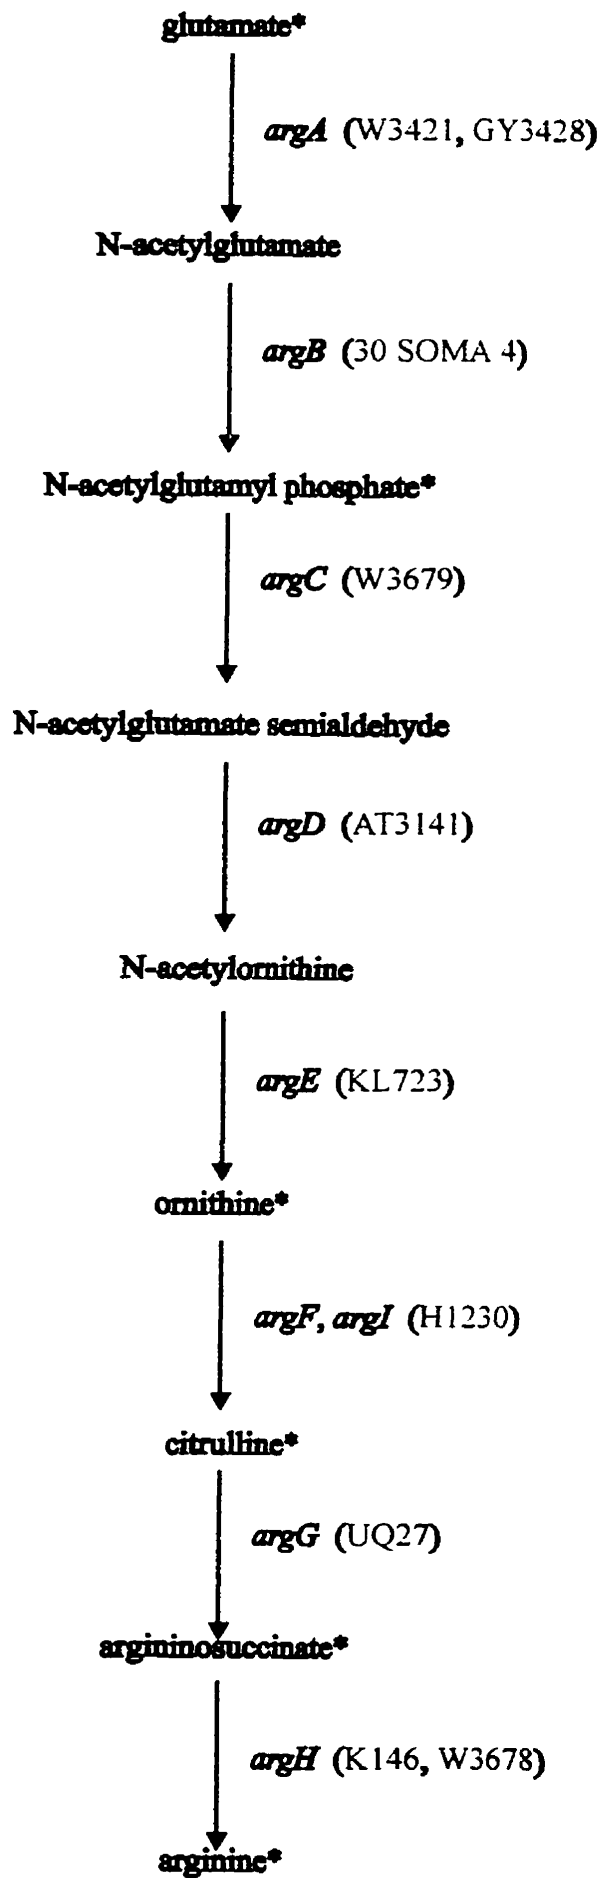 glutamate*
argA (W3421, GY3428)
N-acetylglutamate
argB (30 SOMA 4)
N-acetylglutamyl phosphate*
argC (W3679)
N-acetylglutamate semialdehyde
argD (AT3141)
N-acetylornithine
argE (KL723)
ornithine*
argF, argI (H1230)
citrulline*
argG (UQ27)
argininosuccinate*
argH (K146, W3678)
arginine*